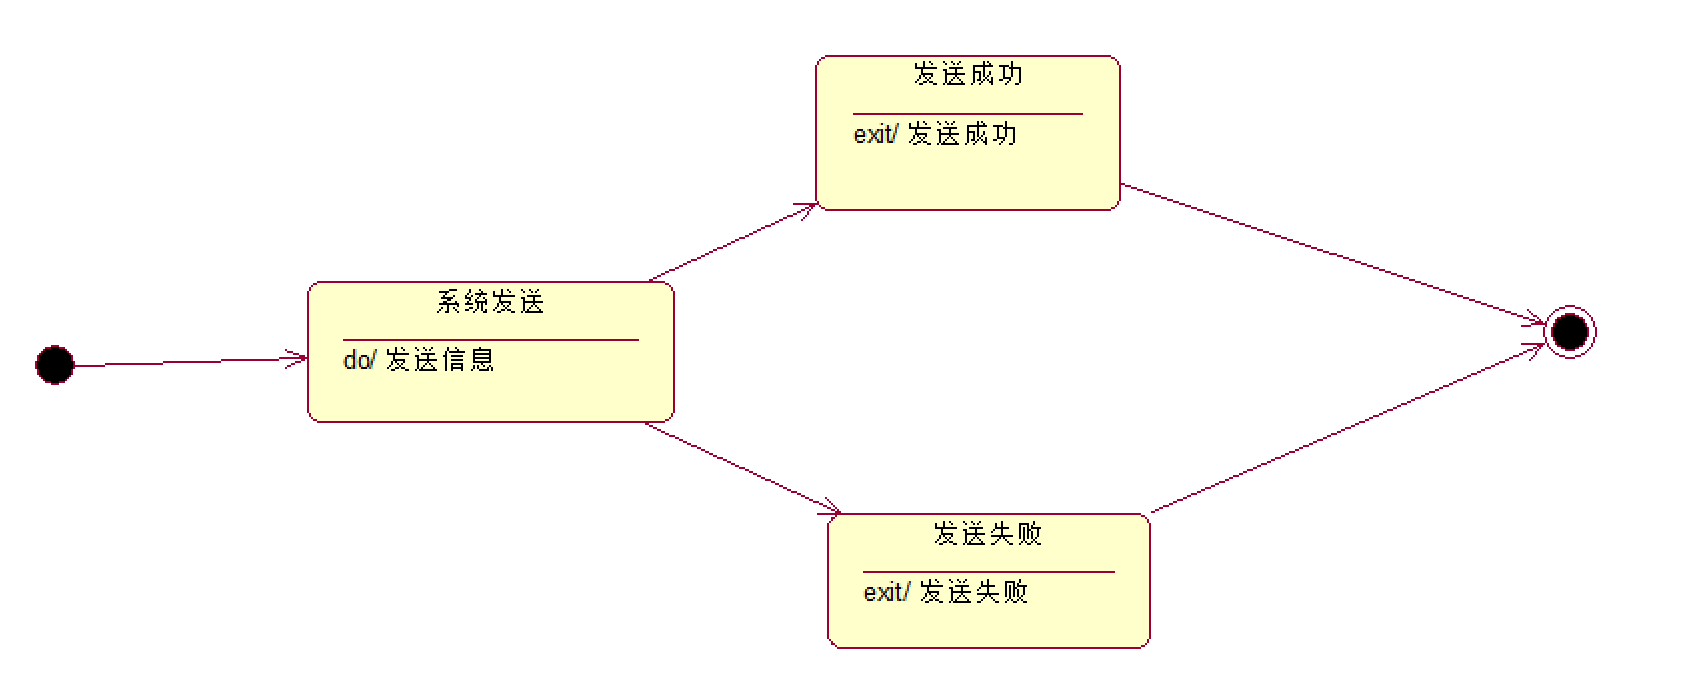 发送成功
exit/ 发送成功
系统发送
do/ 发送信息
发送失败
exit/ 发送失败